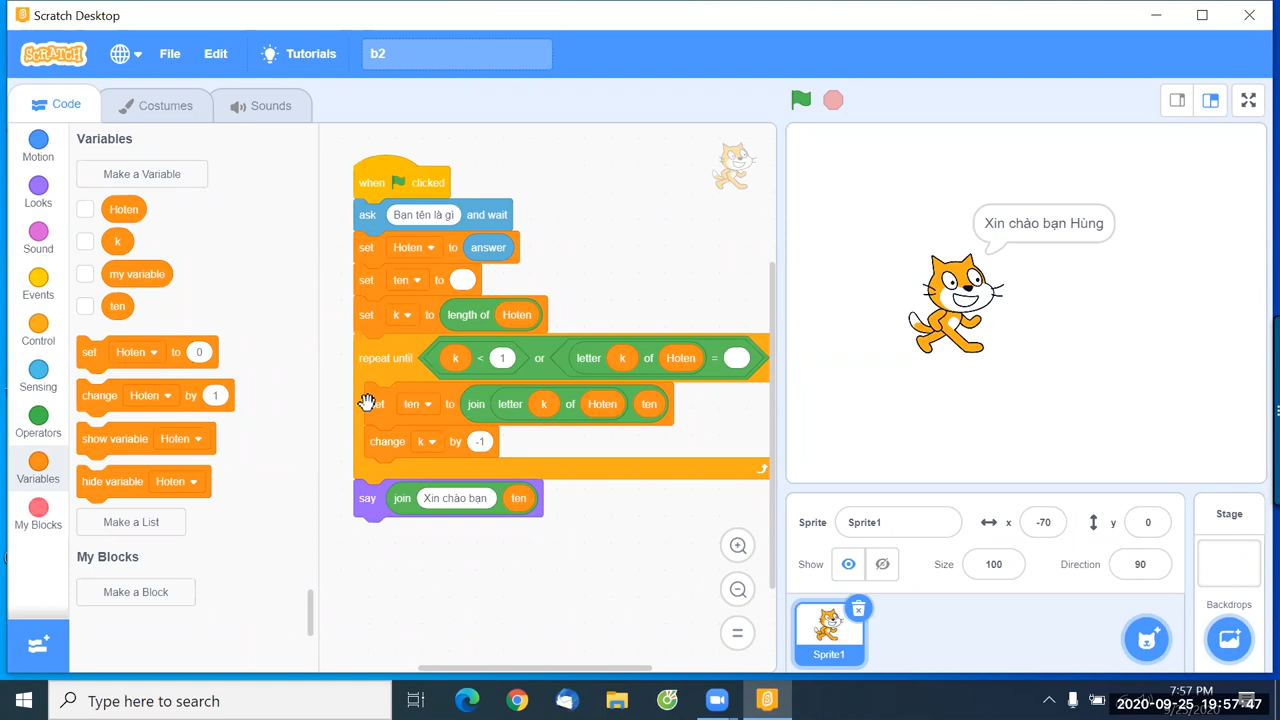 Scratch Desktop
SCRATCH File Edit Tutorials b2
Code Costumes Sounds
Motion
Looks
Sound
Events
Control
Sensing
Operators
Variables
My Blocks
Variables
Make a Variable
Hoten
k
my variable
ten
set Hoten to 0
change Hoten by 1
show variable Hoten
hide variable Hoten
Make a List
My Blocks
Make a Block
when clicked
ask Bạn tên là gì and wait
set Hoten to answer
set ten to
set k to length of Hoten
repeat until k < 1 or letter k of Hoten =
set ten to join letter k of Hoten ten
change k by -1
say join Xin chào bạn ten
Xin chào bạn Hùng
Sprite Sprite1 x -70 y 0
Show Size 100 Direction 90
Sprite1
Stage
Backdrops
Type here to search
7:57 PM
2020-09-25 19:57:47